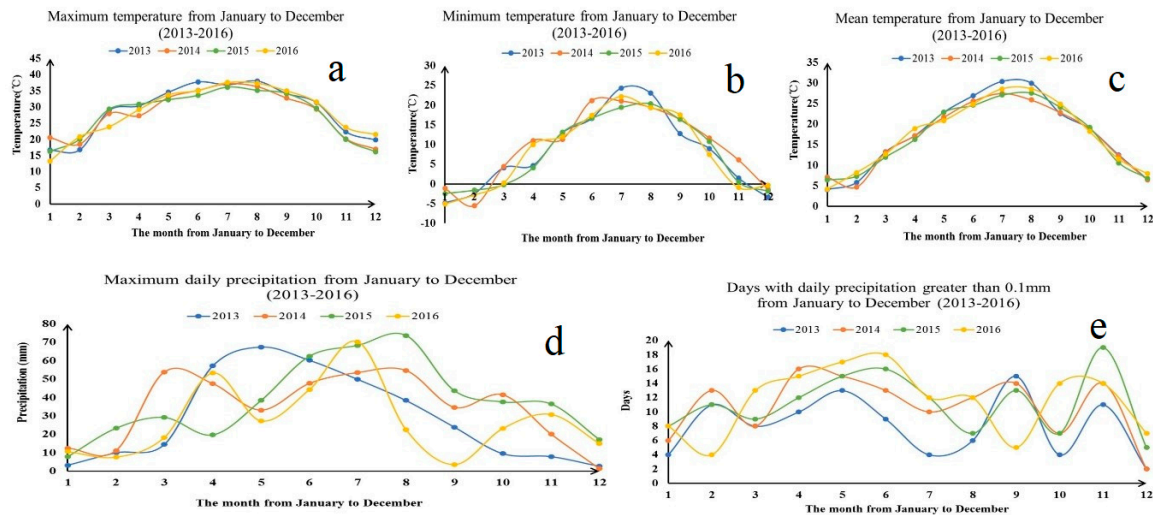 Maximum temperature from January to December
(2013-2016)
2013 2014 2015 2016
a
Temperature(℃)
45
40
35
30
25
20
15
10
5
0
1 2 3 4 5 6 7 8 9 10 11 12
The month from January to December
Minimum temperature from January to December
(2013-2016)
2013 2014 2015 2016
b
Temperature(℃)
30
25
20
15
10
5
0
-5
-10
1 2 3 4 5 6 7 8 9 10 11 12
The month from January to December
Mean temperature from January to December
(2013-2016)
2013 2014 2015 2016
c
Temperature(℃)
35
30
25
20
15
10
5
0
1 2 3 4 5 6 7 8 9 10 11 12
The month from January to December
Maximum daily precipitation from January to December
(2013-2016)
2013 2014 2015 2016
d
Precipitation (mm)
80
70
60
50
40
30
20
10
0
1 2 3 4 5 6 7 8 9 10 11 12
The month from January to December
Days with daily precipitation greater than 0.1mm
from January to December (2013-2016)
2013 2014 2015 2016
e
Days
20
18
16
14
12
10
8
6
4
2
0
1 2 3 4 5 6 7 8 9 10 11 12
The month from January to December